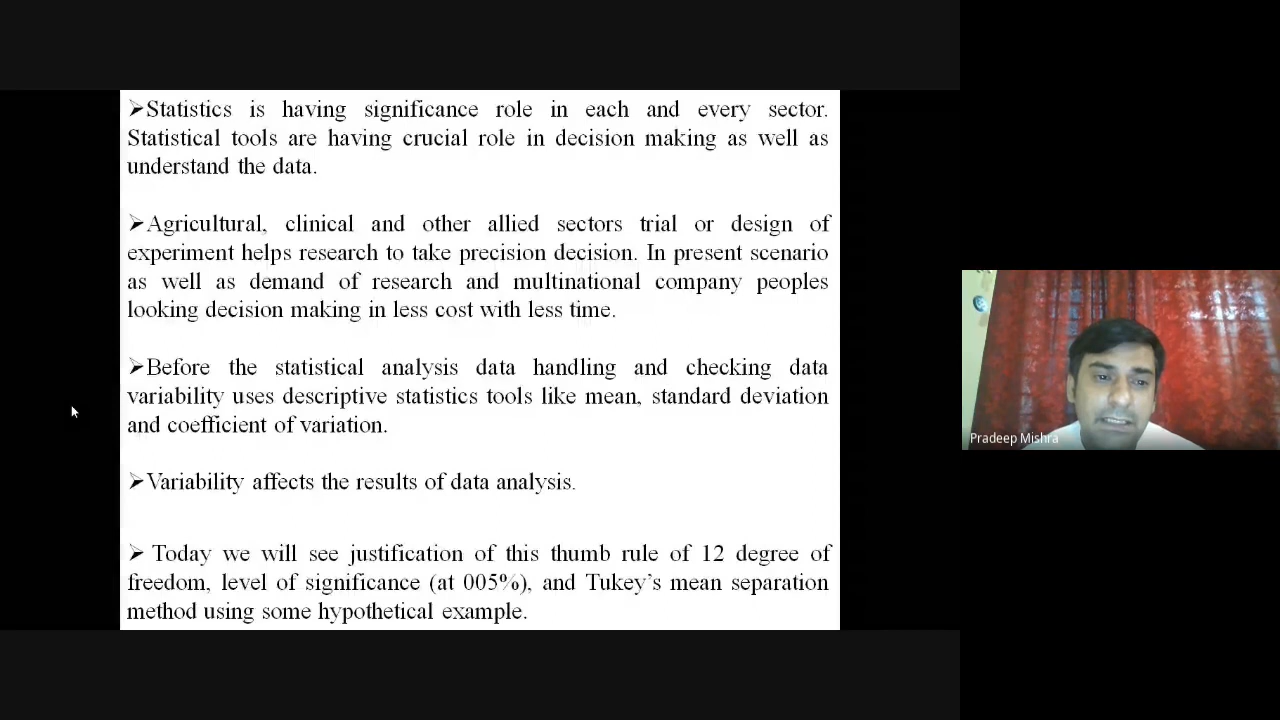 ➢Statistics is having significance role in each and every sector.
Statistical tools are having crucial role in decision making as well as
understand the data.
➢Agricultural, clinical and other allied sectors trial or design of
experiment helps research to take precision decision. In present scenario
as well as demand of research and multinational company peoples
looking decision making in less cost with less time.
➢Before the statistical analysis data handling and checking data
variability uses descriptive statistics tools like mean, standard deviation
and coefficient of variation.
➢Variability affects the results of data analysis.
➢ Today we will see justification of this thumb rule of 12 degree of
freedom, level of significance (at 005%), and Tukey’s mean separation
method using some hypothetical example.
Pradeep Mishra